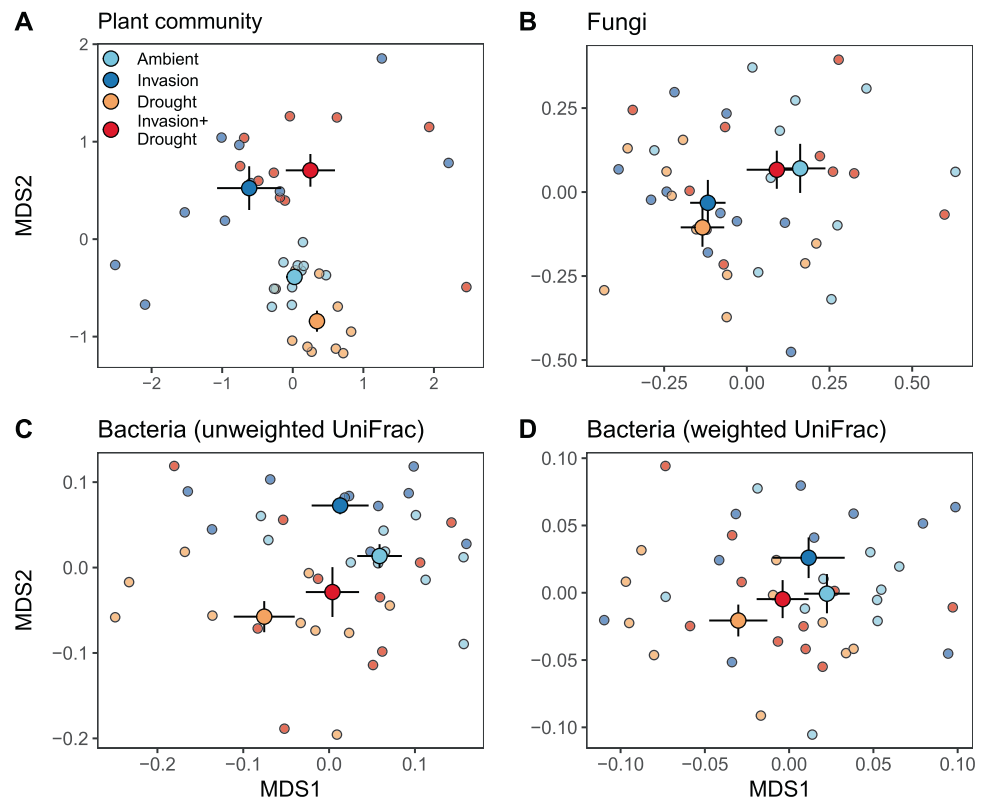 A Plant community
2
1
0
−1
−2 −1 0 1 2
MDS2
Ambient
Invasion
Drought
Invasion+
Drought
B Fungi
0.25
0.00
−0.25
−0.50
−0.25 0.00 0.25 0.50
C Bacteria (unweighted UniFrac)
0.1
0.0
−0.1
−0.2
−0.2 −0.1 0.0 0.1
MDS2
MDS1
D Bacteria (weighted UniFrac)
0.10
0.05
0.00
−0.05
−0.10
−0.10 −0.05 0.00 0.05 0.10
MDS1